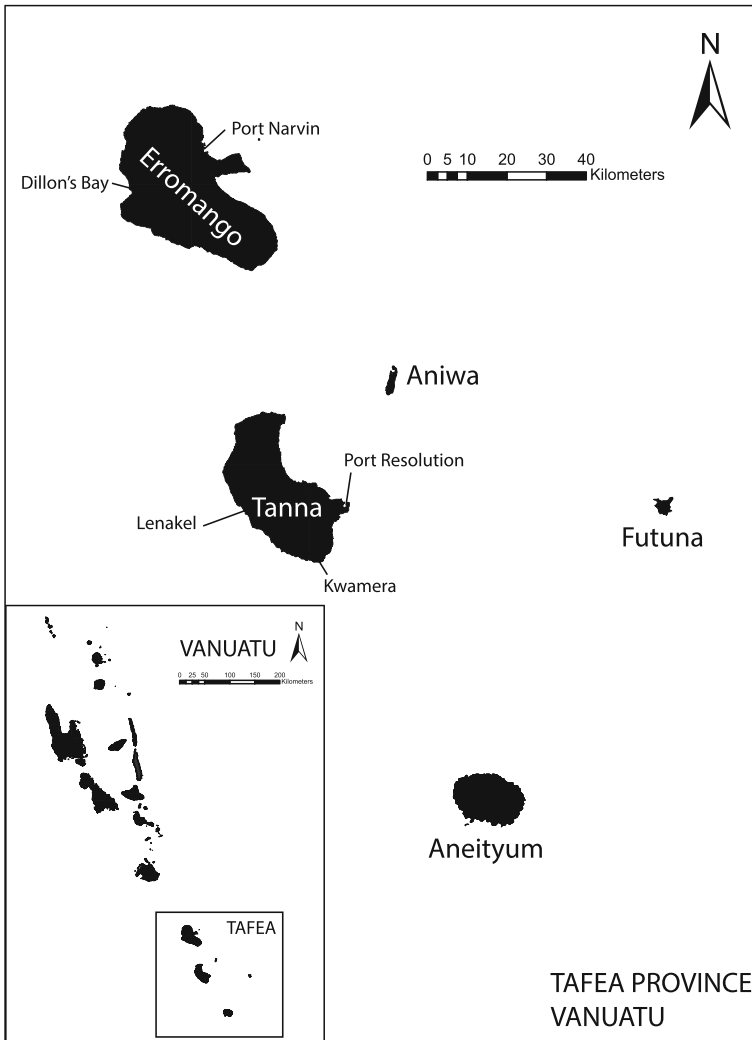 N
Port Narvin
Erromango
Dillon's Bay
0 5 10 20 30 40
Kilometers
Aniwa
Port Resolution
Tanna
Lenakel
Futuna
Kwamera
VANUATU
N
0 25 50 100 150 200
Kilometers
Aneityum
TAFEA
TAFEA PROVINCE
VANUATU